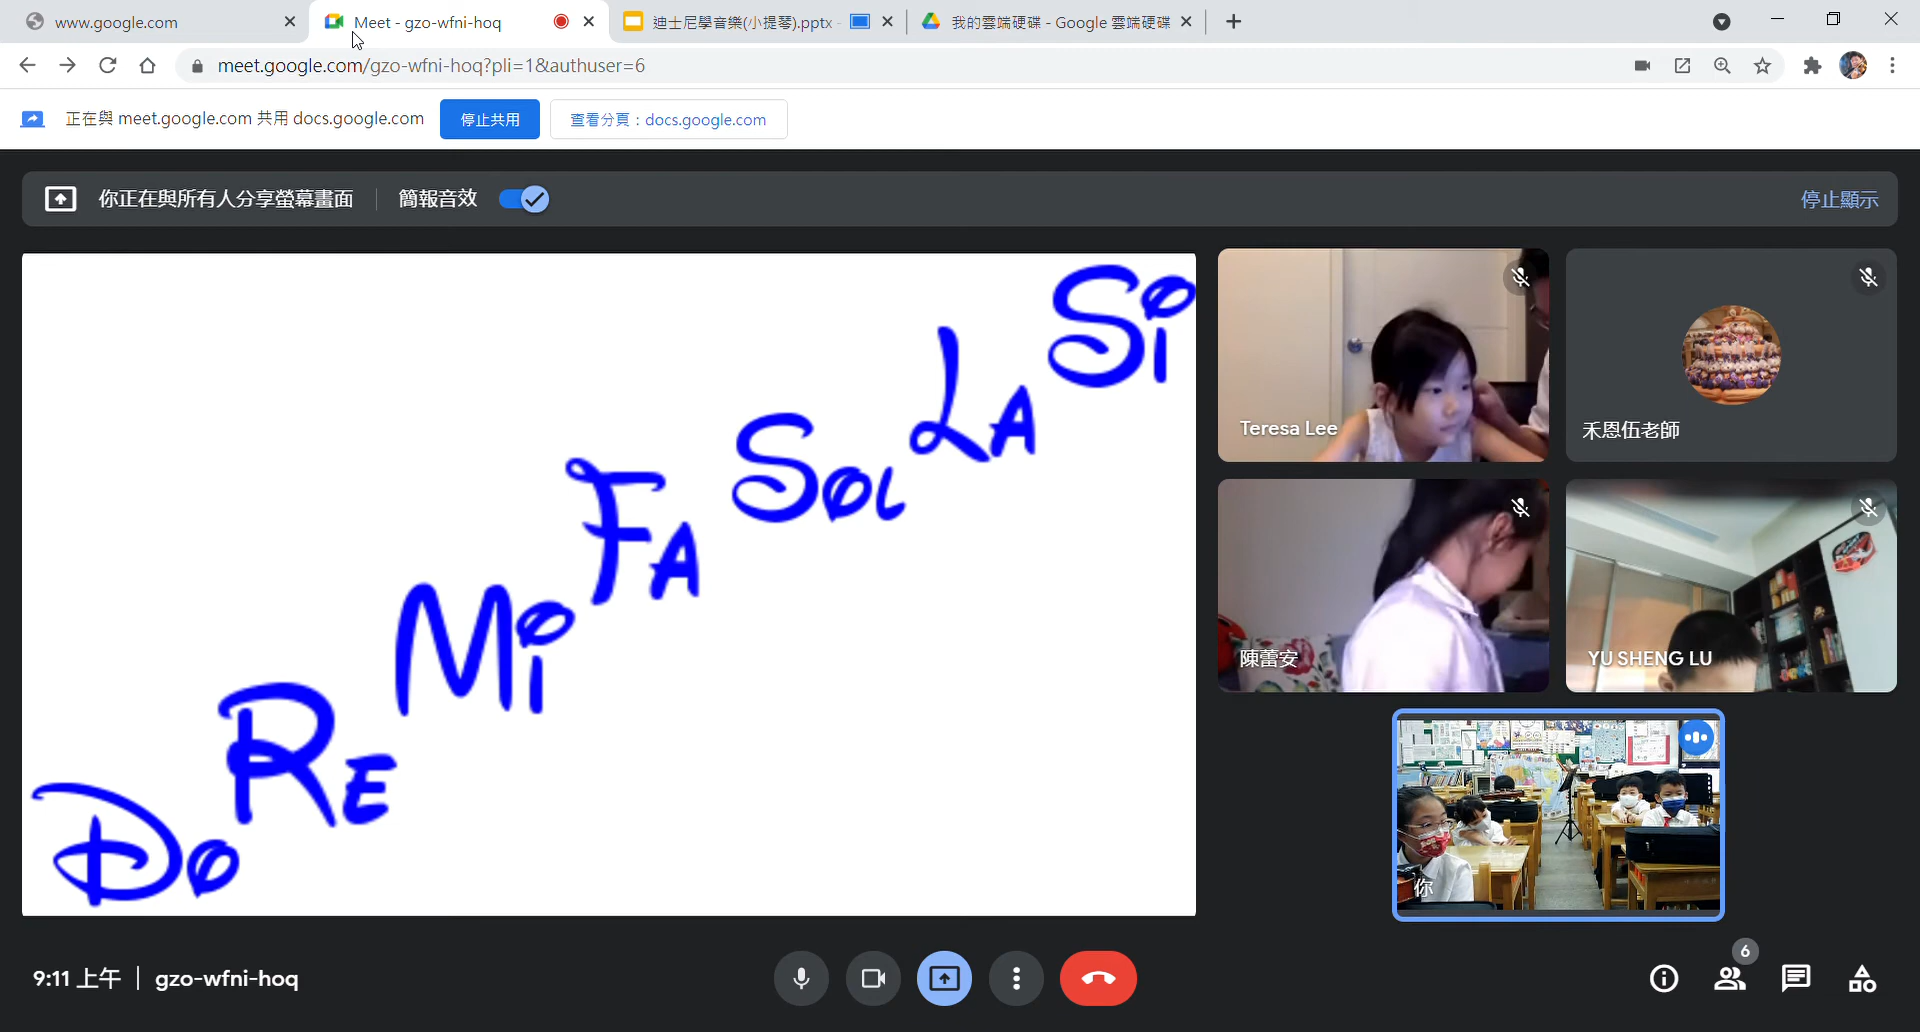 www.google.com
Meet - gzo-wfni-hoq
迪士尼學音樂(小提琴).pptx -
我的雲端硬碟 - Google 雲端硬碟
meet.google.com/gzo-wfni-hoq?pli=1&authuser=6
正在與 meet.google.com 共用 docs.google.com
停止共用
查看分頁：docs.google.com
你正在與所有人分享螢幕畫面
簡報音效
停止顯示
Si
LA
SOL
FA
Mi
RE
DO
Teresa Lee
禾恩伍老師
陳蕾安
YU SHENG LU
你
9:11 上午
gzo-wfni-hoq
6